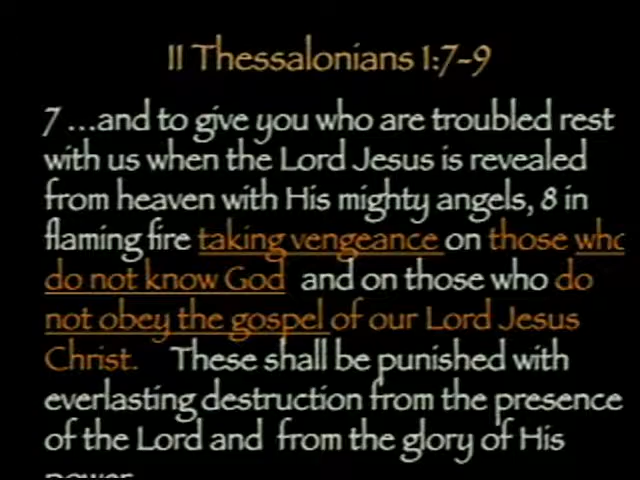 II Thessalonians 1:7-9
7 ...and to give you who are troubled rest
with us when the Lord Jesus is revealed
from heaven with His mighty angels, 8 in
flaming fire taking vengeance on those who
do not know God and on those who do
not obey the gospel of our Lord Jesus
Christ. These shall be punished with
everlasting destruction from the presence
of the Lord and from the glory of His
power